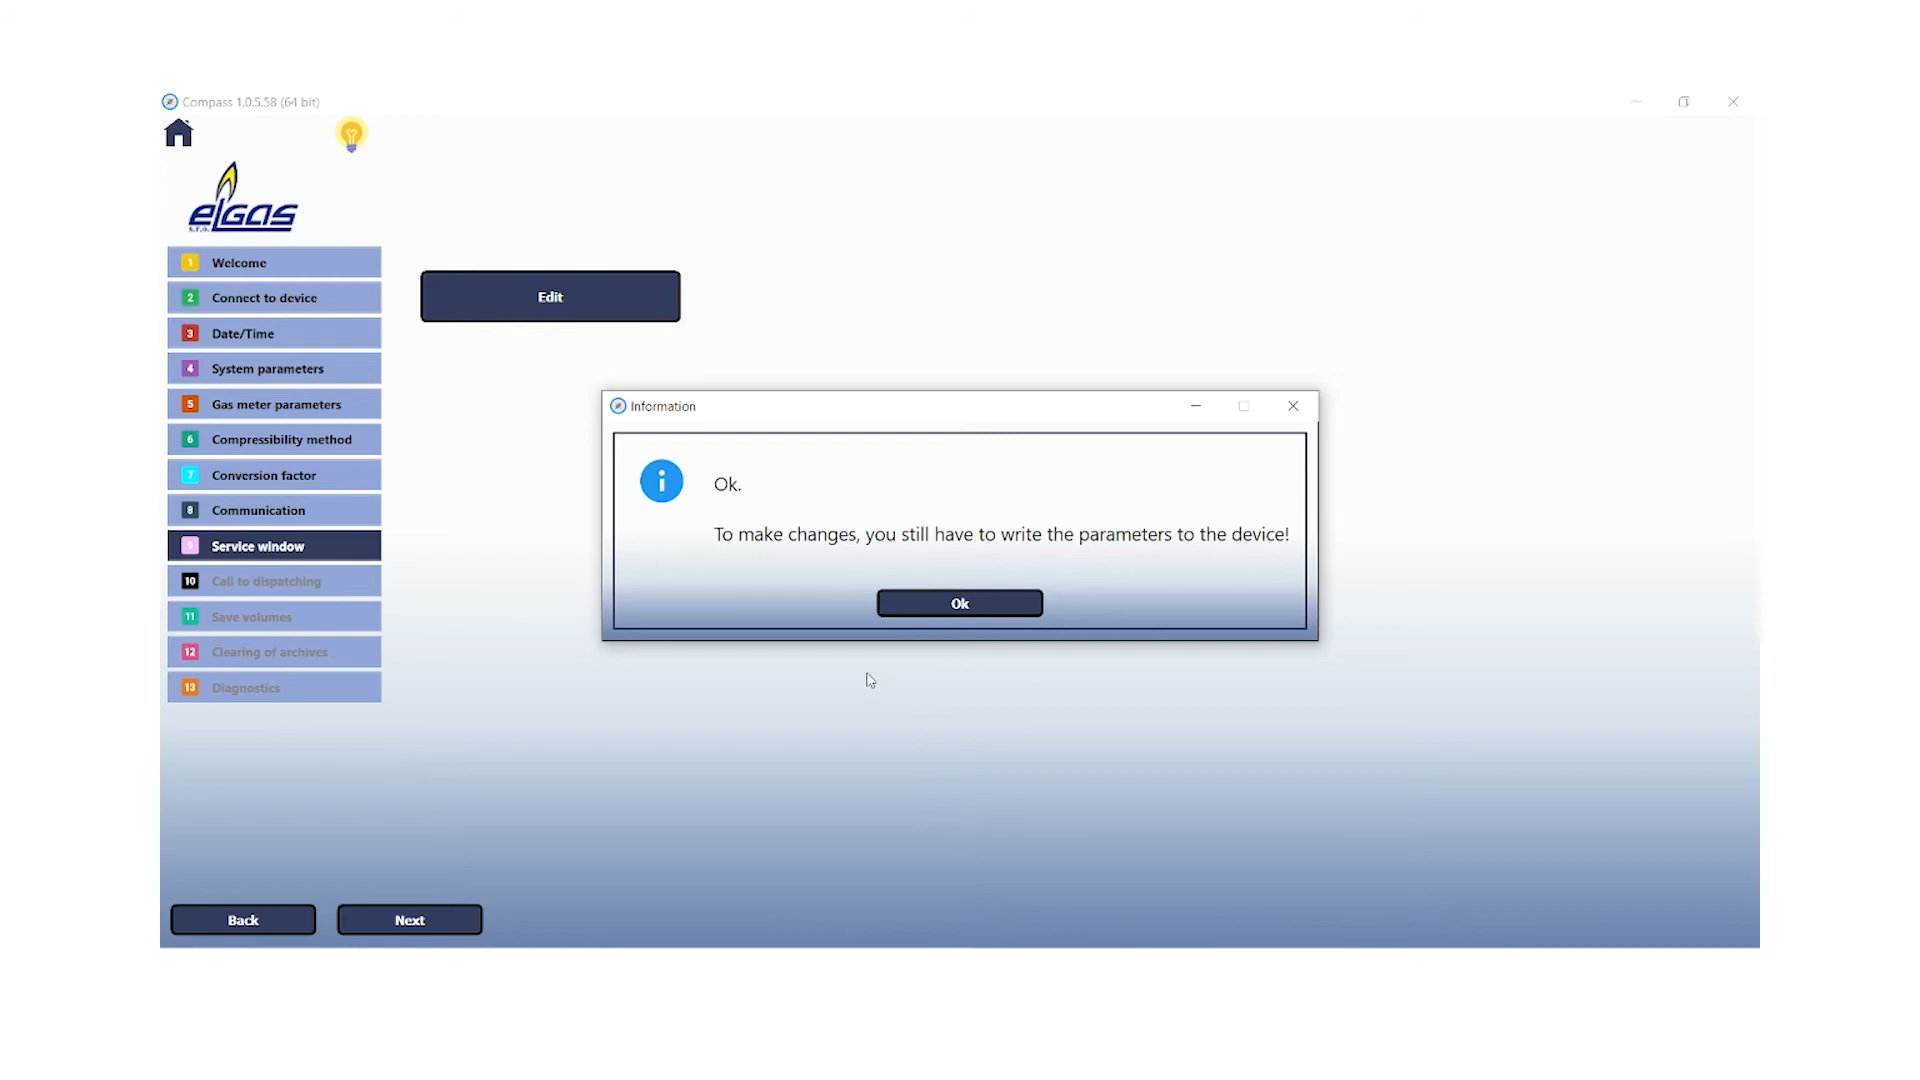 Compass 1.0.5.58 (64 bit)
elgas
s.r.o.
1 Welcome
2 Connect to device
3 Date/Time
4 System parameters
5 Gas meter parameters
6 Compressibility method
7 Conversion factor
8 Communication
9 Service window
10 Call to dispatching
11 Save volumes
12 Clearing of archives
13 Diagnostics
Edit
Information
i
Ok.
To make changes, you still have to write the parameters to the device!
Ok
Back
Next